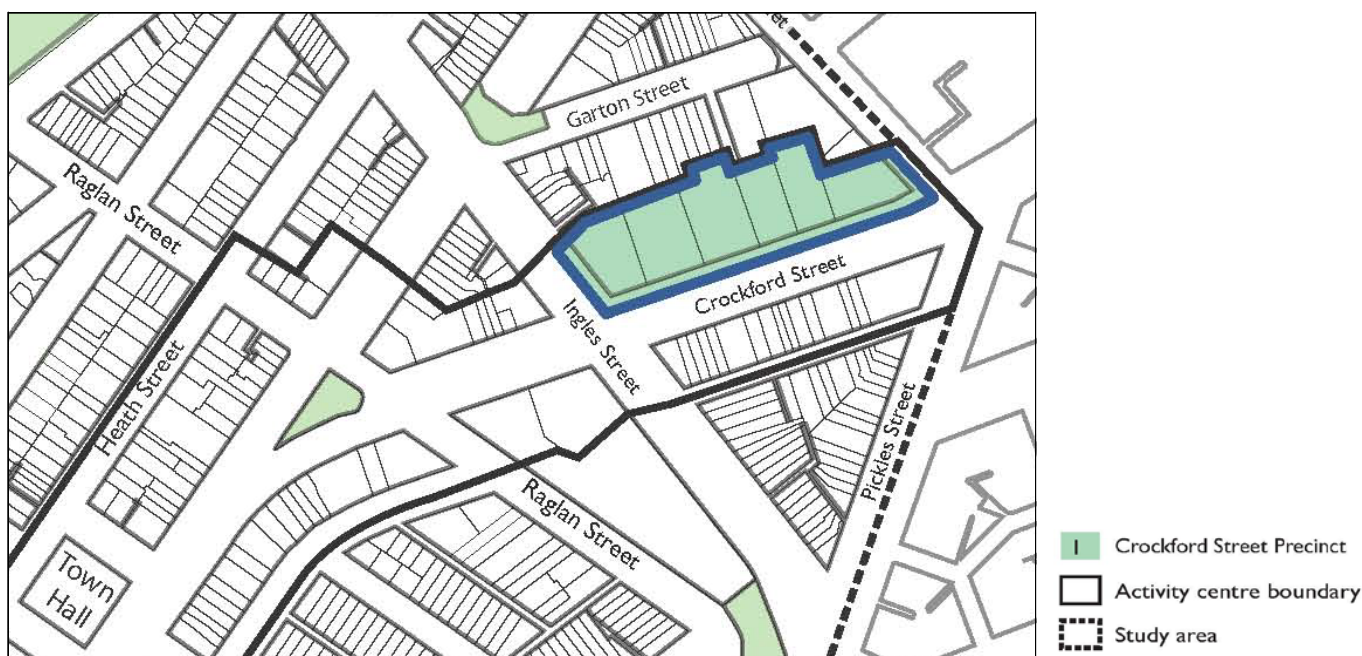 Garton Street
Raglan Street
Crockford Street
Ingles Street
Heath Street
Pickles Street
Raglan Street
Town
Hall
1 Crockford Street Precinct
Activity centre boundary
Study area